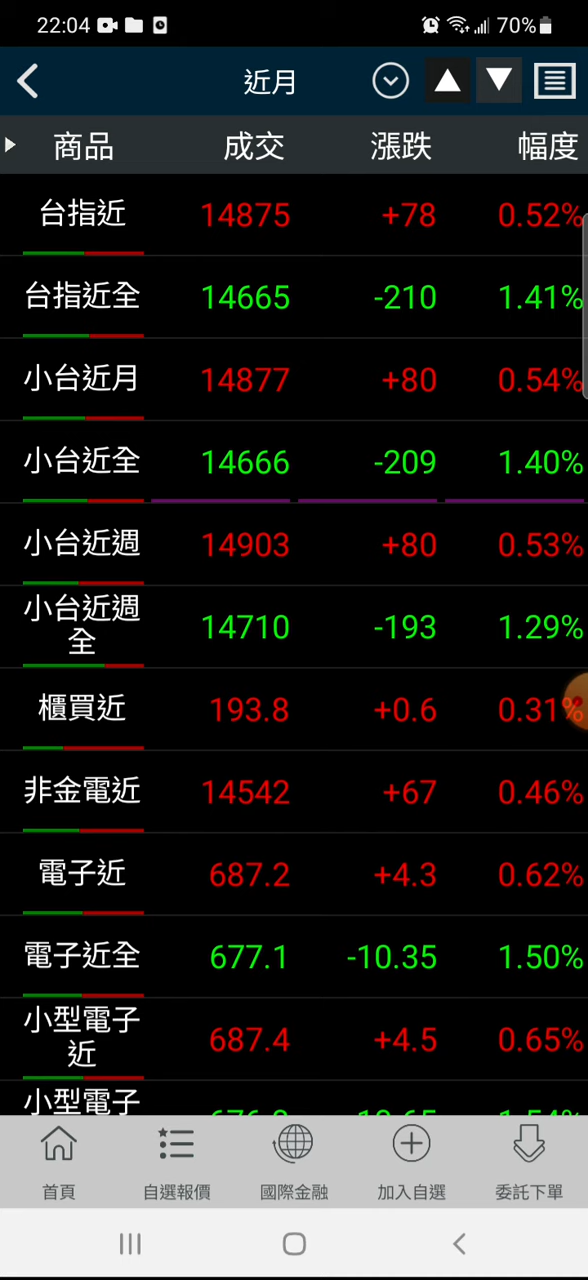 22:04 70%
近月
商品 成交 漲跌 幅度
台指近 14875 +78 0.52%
台指近全 14665 -210 1.41%
小台近月 14877 +80 0.54%
小台近全 14666 -209 1.40%
小台近週 14903 +80 0.53%
小台近週
全 14710 -193 1.29%
櫃買近 193.8 +0.6 0.31%
非金電近 14542 +67 0.46%
電子近 687.2 +4.3 0.62%
電子近全 677.1 -10.35 1.50%
小型電子
近 687.4 +4.5 0.65%
小型電子
首頁 自選報價 國際金融 加入自選 委託下單